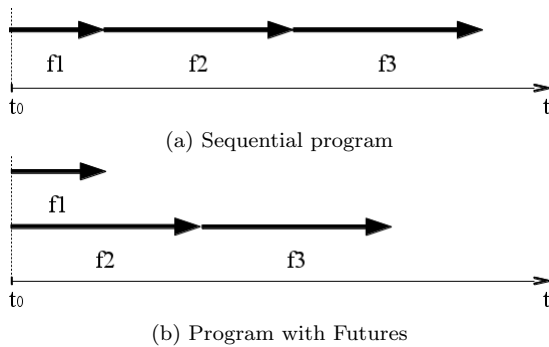 f1 f2 f3
t0 t
(a) Sequential program
f1
f2 f3
t0 t
(b) Program with Futures